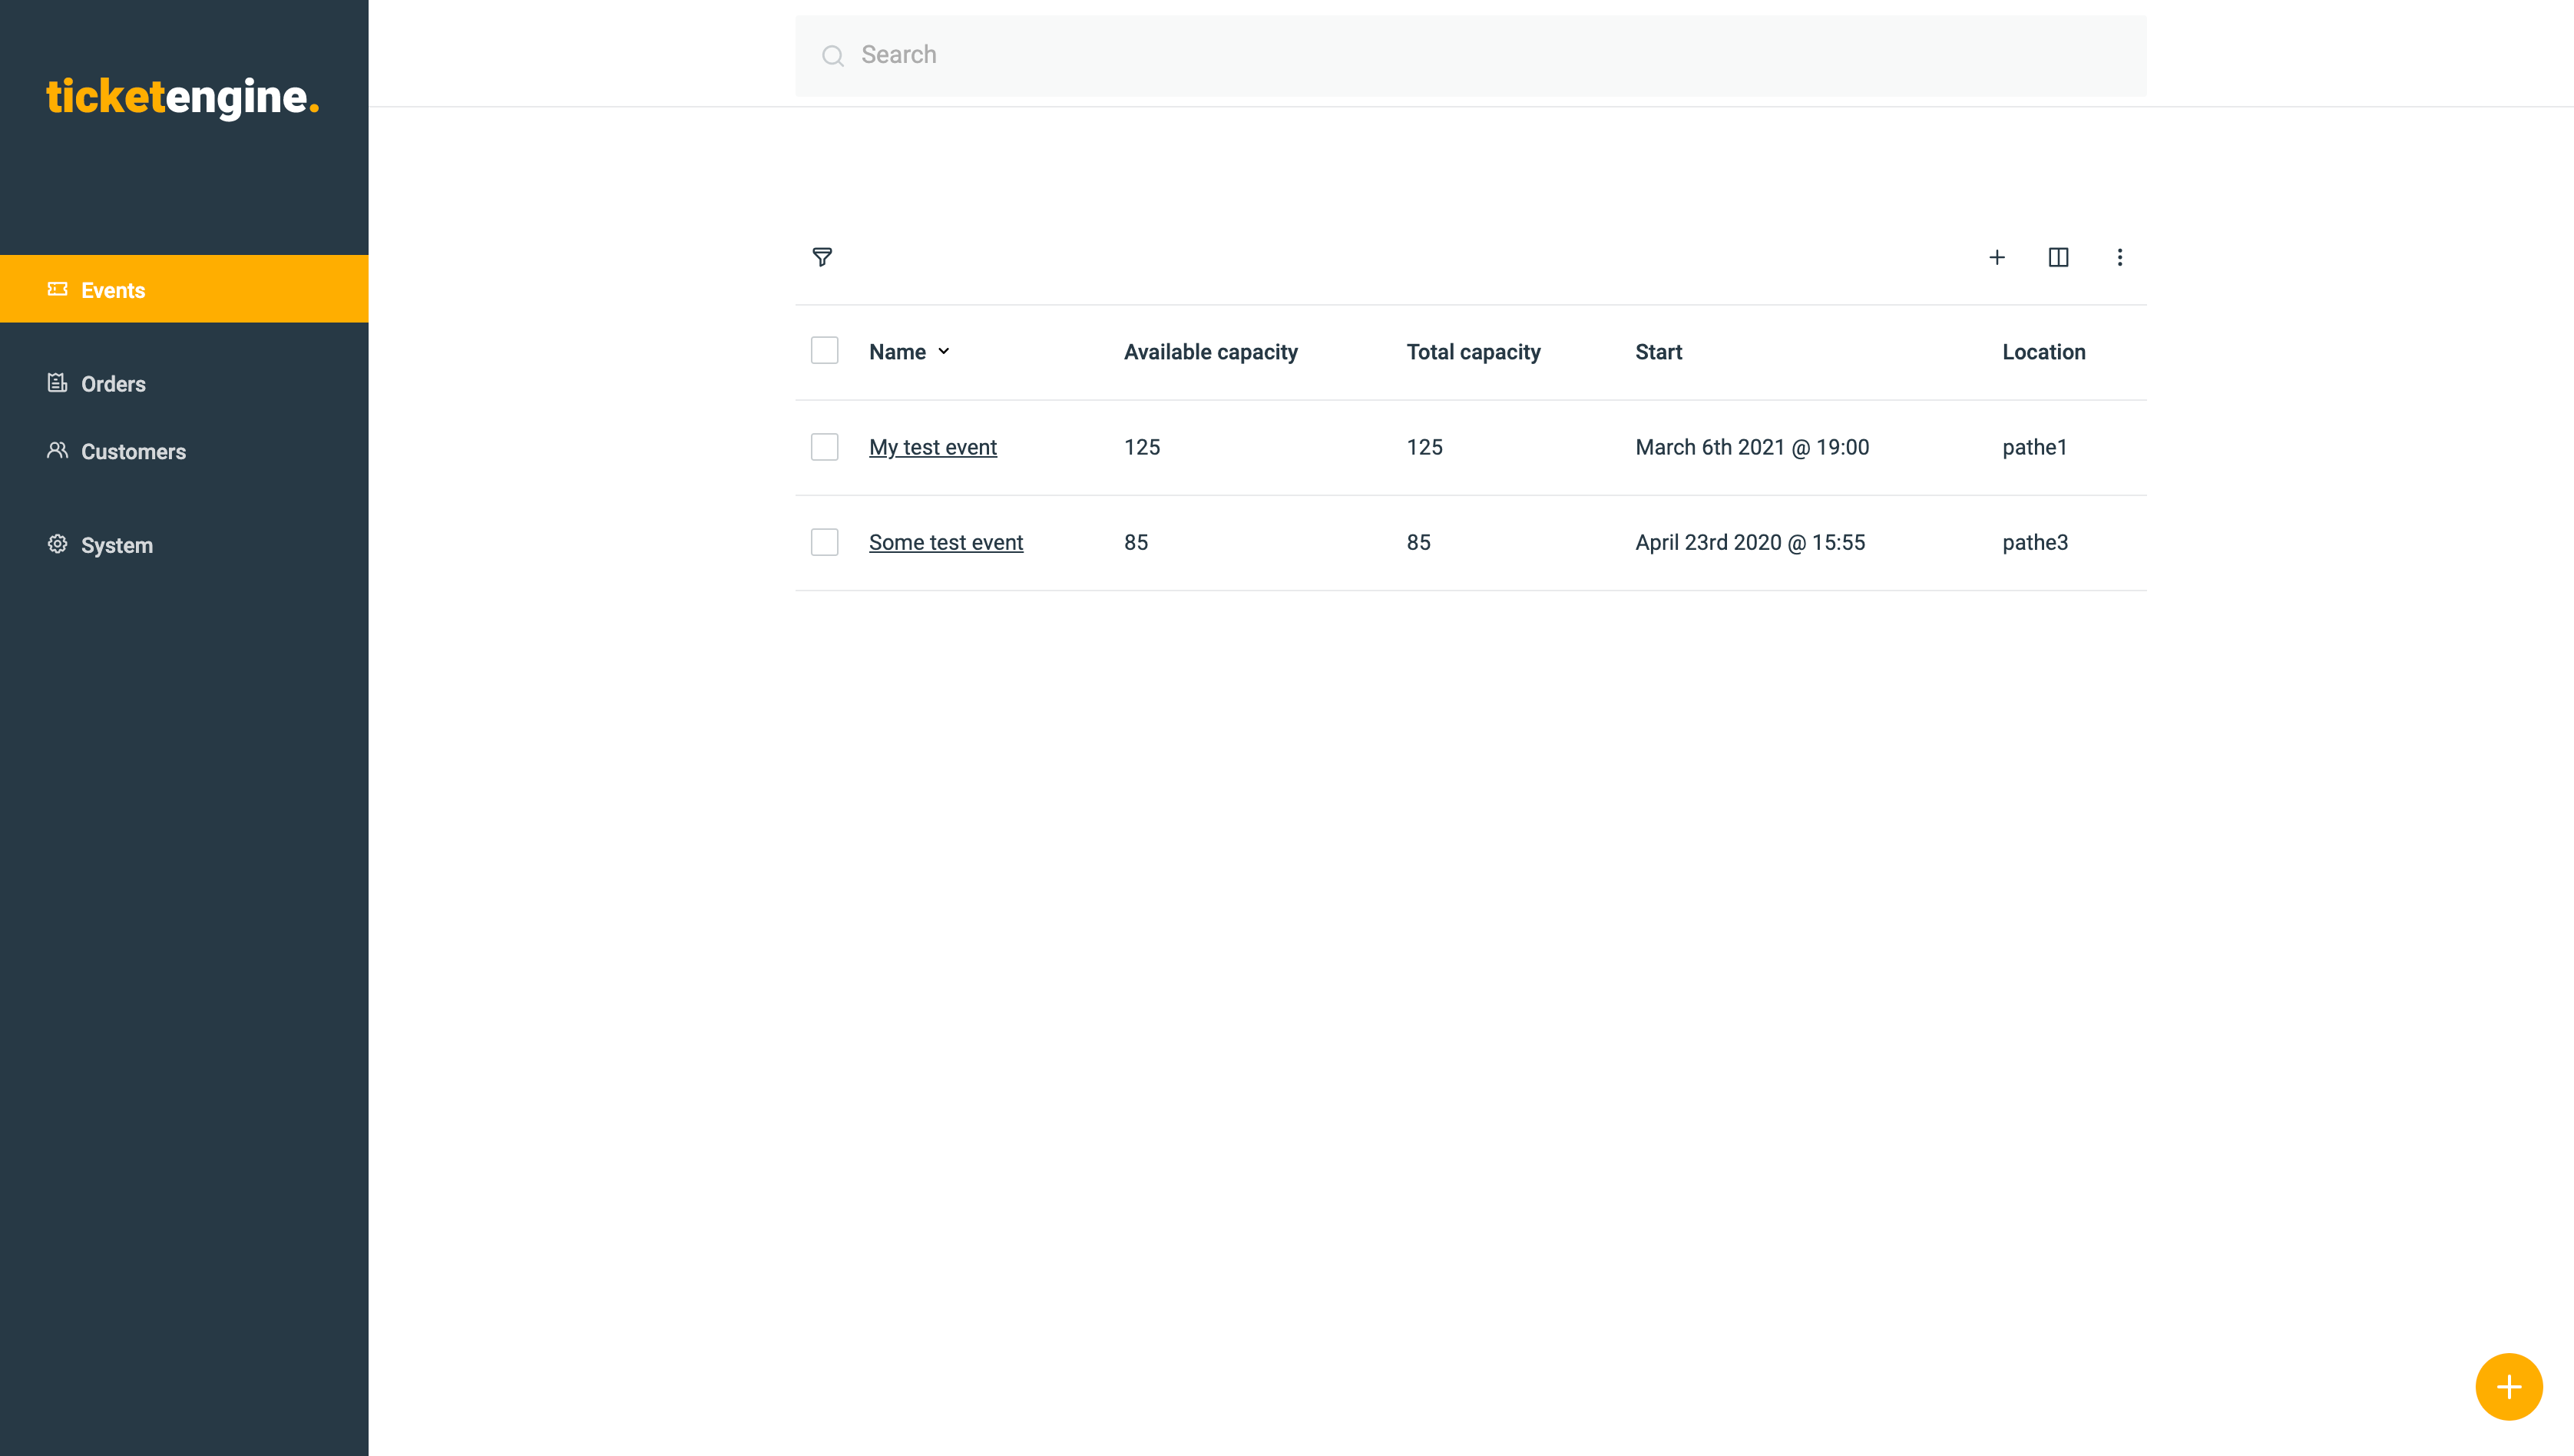 ticketengine.
Search
Events
Orders
Customers
System
Name Available capacity Total capacity Start Location
My test event 125 125 March 6th 2021 @ 19:00 pathe1
Some test event 85 85 April 23rd 2020 @ 15:55 pathe3